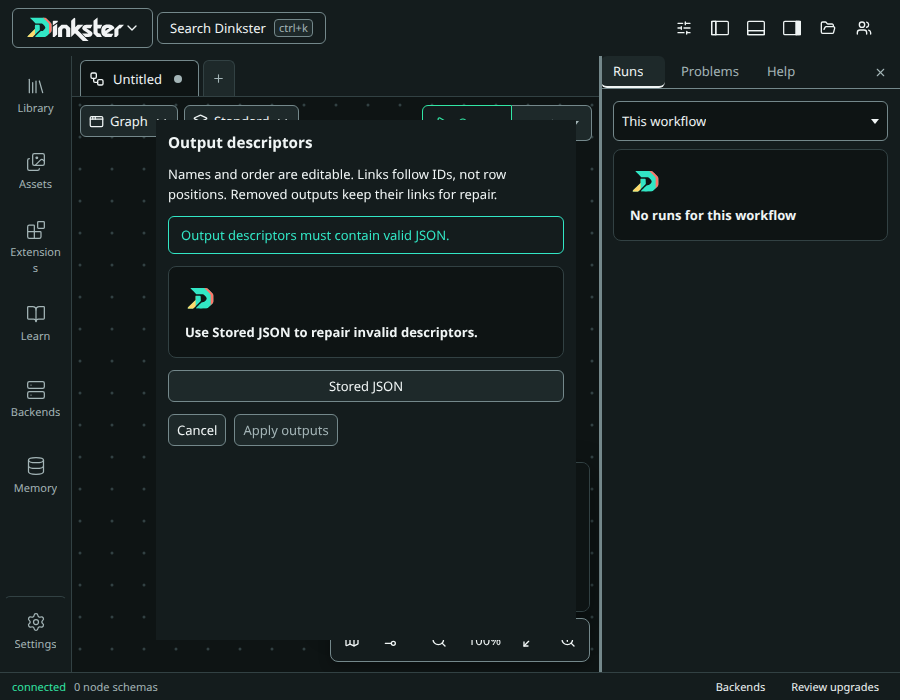 Dinkster
Search Dinkster ctrl+k
Library
Assets
Extension
s
Learn
Backends
Memory
Settings
Untitled
+
Graph
Standard
Output descriptors
Names and order are editable. Links follow IDs, not row
positions. Removed outputs keep their links for repair.
Output descriptors must contain valid JSON.
Use Stored JSON to repair invalid descriptors.
Stored JSON
Cancel
Apply outputs
100%
Runs
Problems
Help
This workflow
No runs for this workflow
connected
0 node schemas
Backends
Review upgrades